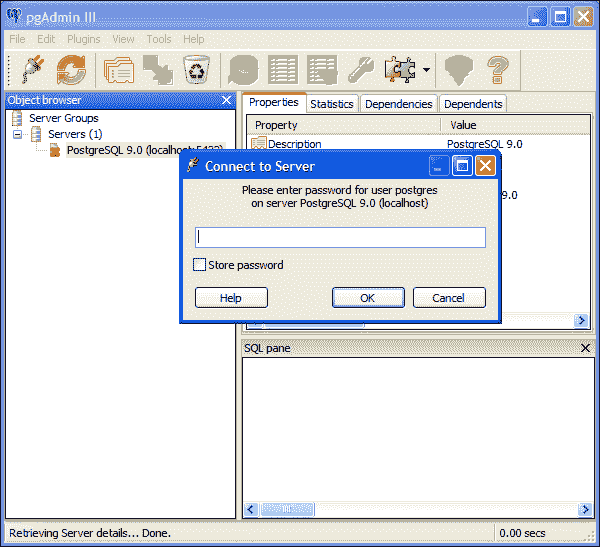 pgAdmin III
File Edit Plugins View Tools Help
Object browser
Server Groups
Servers (1)
PostgreSQL 9.0 (localhost:5432)
Properties Statistics Dependencies Dependents
Property Value
Description PostgreSQL 9.0
9.0
Connect to Server
Please enter password for user postgres
on server PostgreSQL 9.0 (localhost)
Store password
Help OK Cancel
SQL pane
Retrieving Server details... Done. 0.00 secs